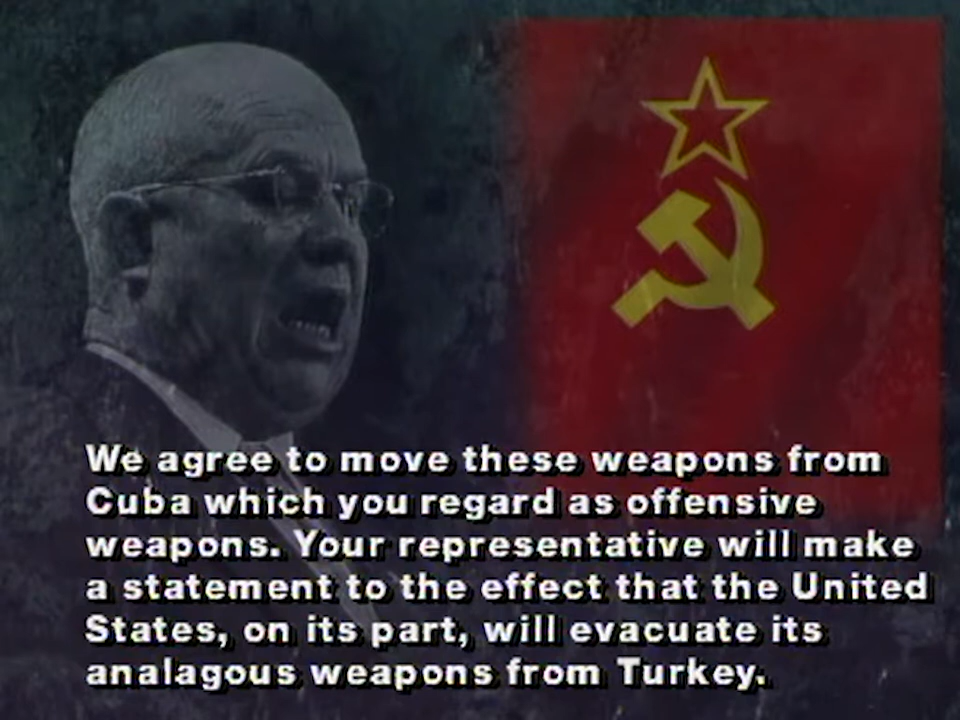 We agree to move these weapons from
Cuba which you regard as offensive
weapons. Your representative will make
a statement to the effect that the United
States, on its part, will evacuate its
analagous weapons from Turkey.